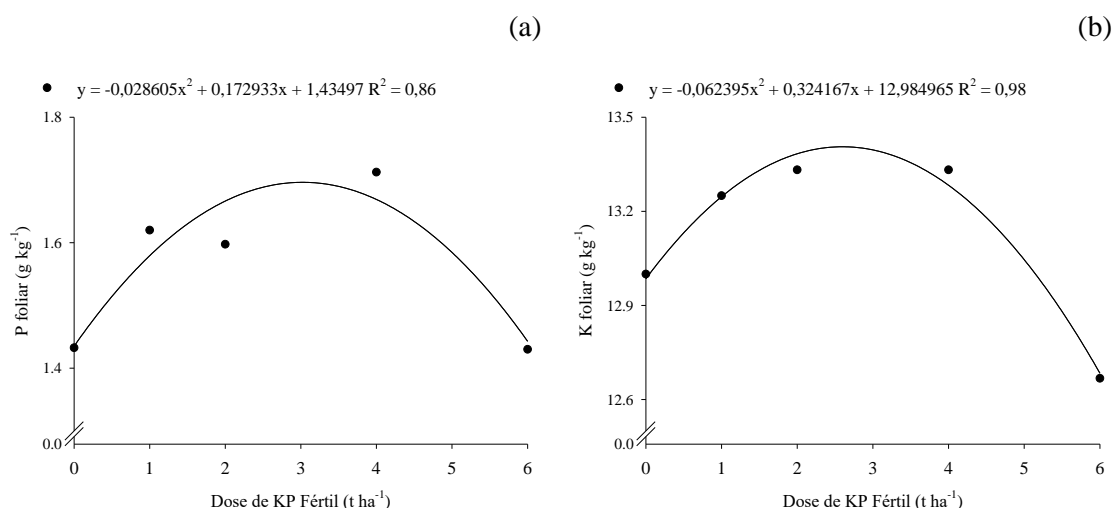 (a)
y = -0,028605x² + 0,172933x + 1,43497 R² = 0,86
1.8
1.6
1.4
0.0
P foliar (g kg⁻¹)
0 1 2 3 4 5 6
Dose de KP Fértil (t ha⁻¹)
(b)
y = -0,062395x² + 0,324167x + 12,984965 R² = 0,98
13.5
13.2
12.9
12.6
0.0
K foliar (g kg⁻¹)
0 1 2 3 4 5 6
Dose de KP Fértil (t ha⁻¹)